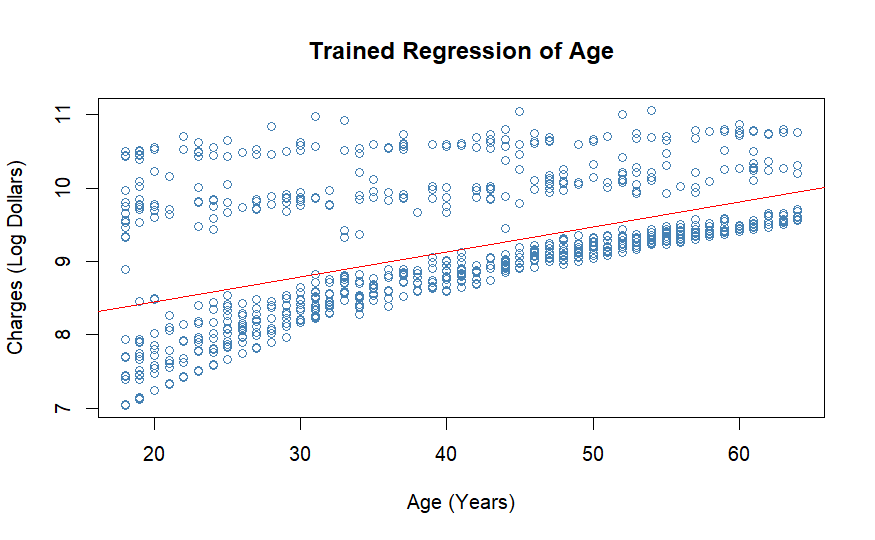 Trained Regression of Age
Charges (Log Dollars)
11
10
9
8
7
20 30 40 50 60
Age (Years)